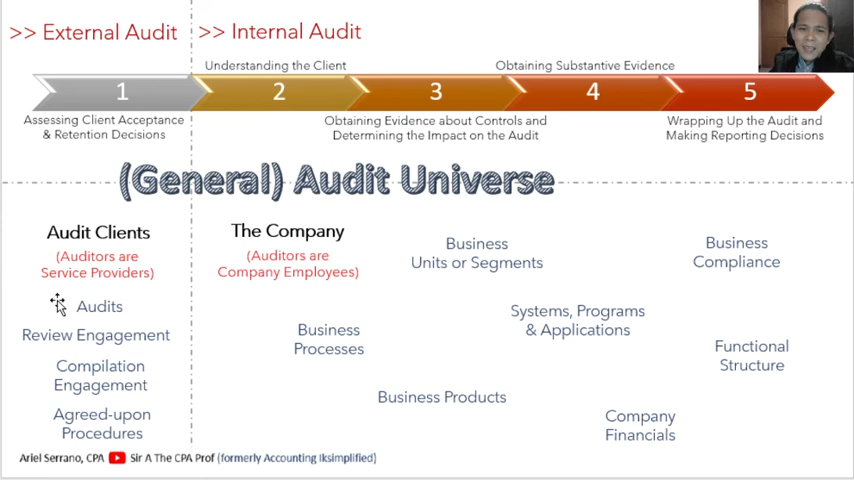 >> External Audit
>> Internal Audit
Understanding the Client
Obtaining Substantive Evidence
1
2
3
4
5
Assessing Client Acceptance
& Retention Decisions
Obtaining Evidence about Controls and
Determining the Impact on the Audit
Wrapping Up the Audit and
Making Reporting Decisions
(General) Audit Universe
Audit Clients
(Auditors are
Service Providers)
Audits
Review Engagement
Compilation
Engagement
Agreed-upon
Procedures
The Company
(Auditors are
Company Employees)
Business
Units or Segments
Business
Compliance
Systems, Programs
& Applications
Business
Processes
Functional
Structure
Business Products
Company
Financials
Ariel Serrano, CPA Sir A The CPA Prof (formerly Accounting Iksimplified)